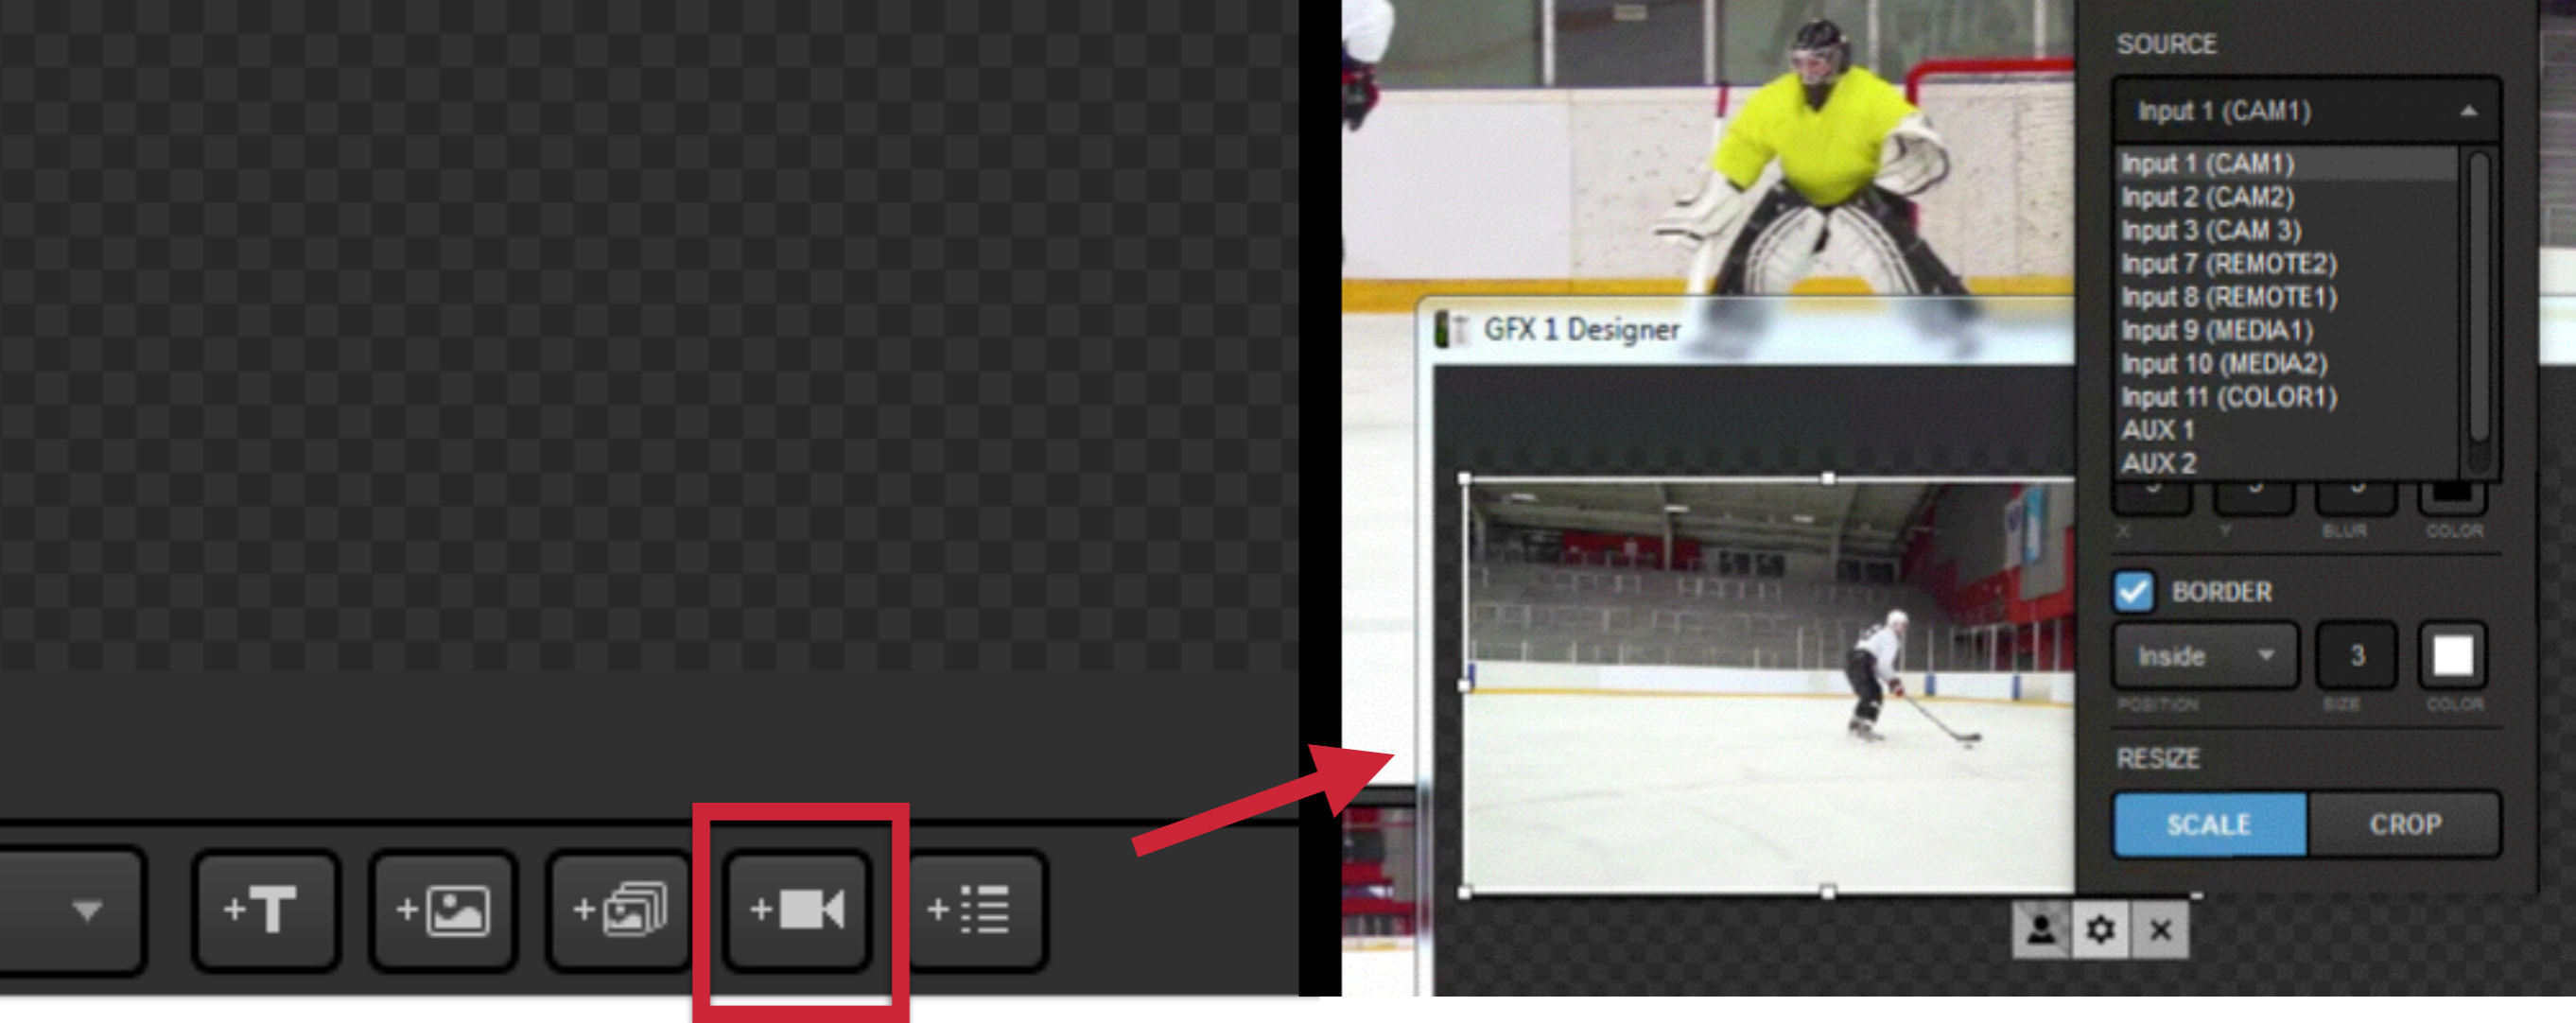 +T
+
+
+
+
GFX 1 Designer
SOURCE
Input 1 (CAM1)
Input 1 (CAM1)
Input 2 (CAM2)
Input 3 (CAM 3)
Input 7 (REMOTE2)
Input 8 (REMOTE1)
Input 9 (MEDIA1)
Input 10 (MEDIA2)
Input 11 (COLOR1)
AUX 1
AUX 2
X Y BLUR COLOR
BORDER
Inside 3
POSITION SIZE COLOR
RESIZE
SCALE CROP